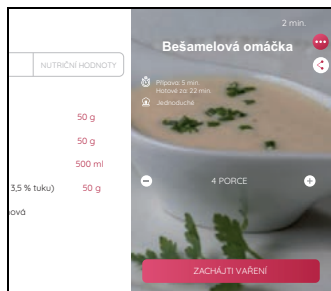 2 min.
Bešamelová omáčka
Příprava: 5 min.
Hotové za: 22 min.
Jednoduché
NUTRIČNÍ HODNOTY
50 g
50 g
500 ml
3,5 % tuku) 50 g
ová
4 PORCE
ZACHÁJTI VAŘENÍ